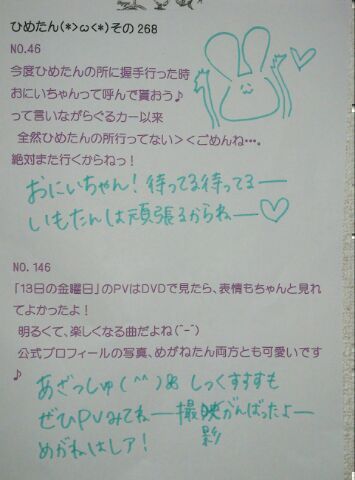 ひめたん(*>ω<*)その268
NO.46
今度ひめたんの所に握手行った時
おにいちゃんって呼んで貰おう♪
って言いながらぐるカー以来
全然ひめたんの所行ってない＞＜ごめんね…。
絶対また行くからねっ！
おにいちゃん！待ってる待ってるー
いもたんは頑張るからねー♡
NO. 146
「13日の金曜日」のPVはDVDで見たら、表情もちゃんと見れ
てよかったよ！
明るくて、楽しくなる曲だよね(^-^)
公式プロフィールの写真、めがねたん両方とも可愛いです
♪
あざっしゅ(^^)
しっくすすすも
ぜひPVみてねー撮影がんばったよー
めがねはレア！